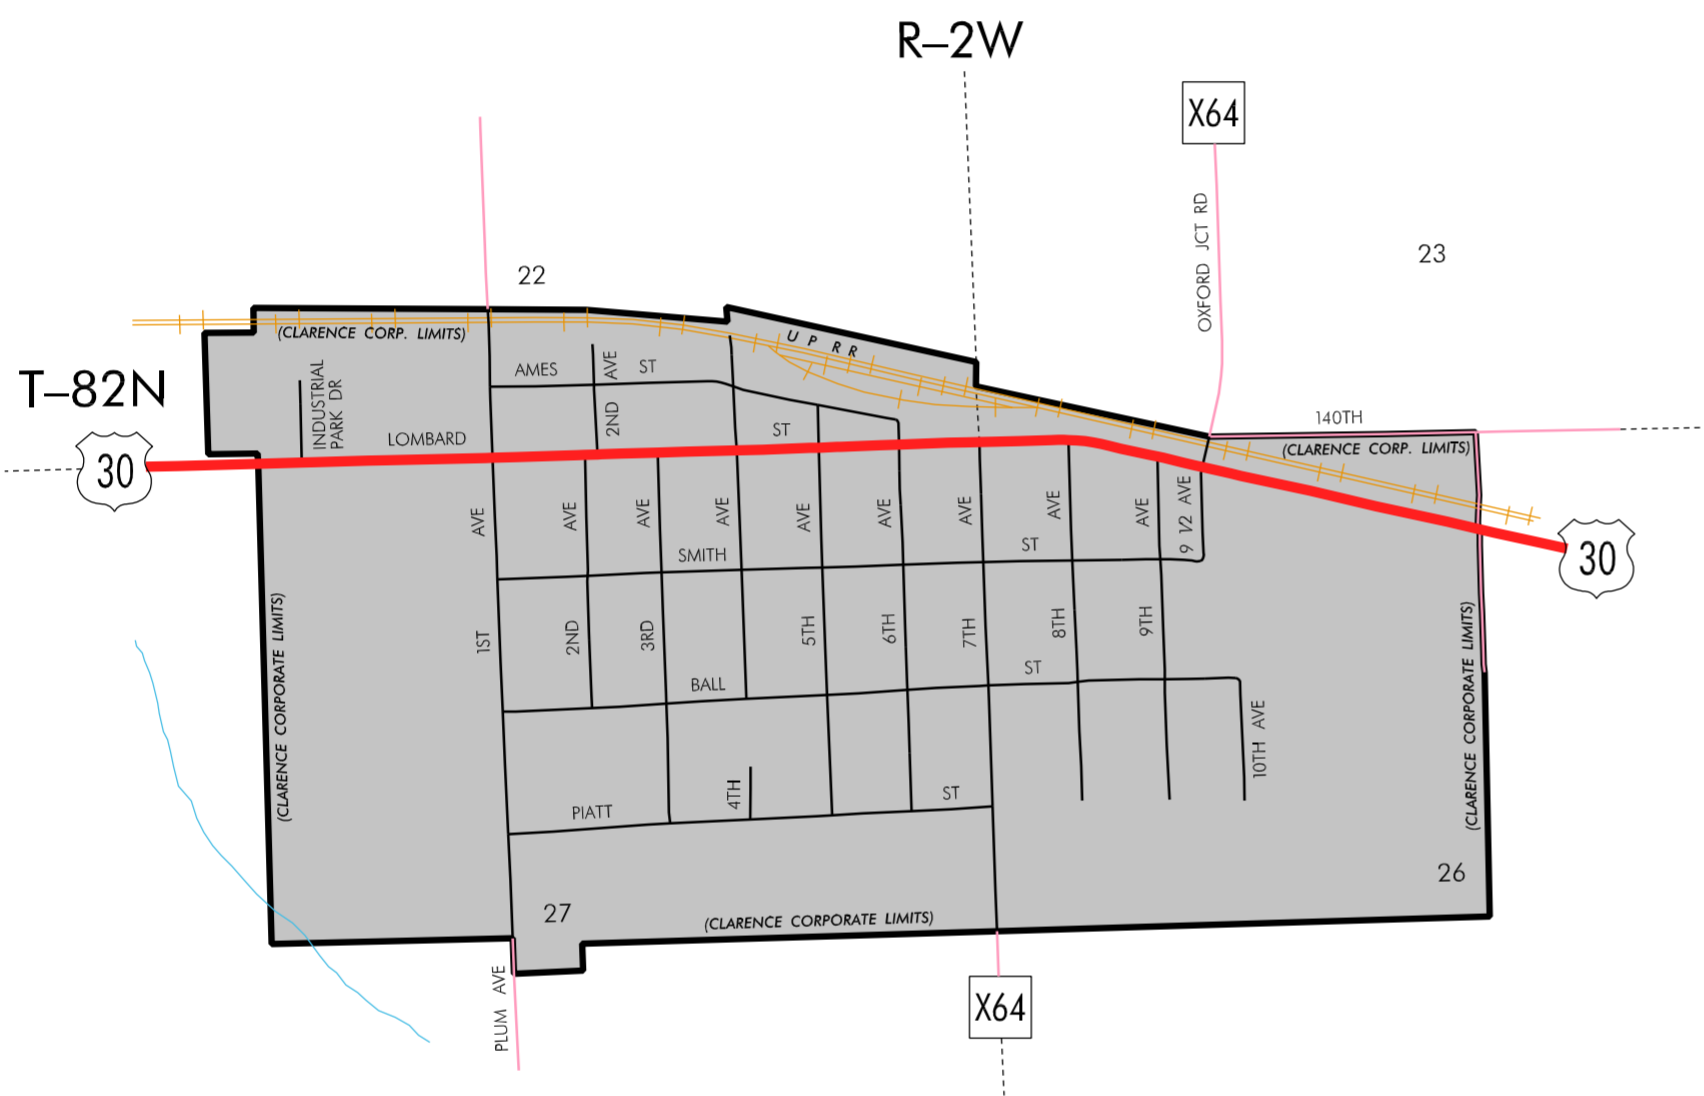 R–2W
X64
OXFORD JCT RD
23
22
(CLARENCE CORP. LIMITS)
U P RR
T–82N
INDUSTRIAL
PARK DR
AMES ST
2ND AVE
LOMBARD ST
140TH
(CLARENCE CORP. LIMITS)
30
30
1ST AVE
2ND AVE
3RD AVE
AVE
5TH AVE
6TH AVE
7TH AVE
8TH AVE
9TH AVE
9 1/2 AVE
SMITH ST
BALL ST
4TH
10TH AVE
PIATT ST
(CLARENCE CORPORATE LIMITS)
(CLARENCE CORPORATE LIMITS)
26
27
(CLARENCE CORPORATE LIMITS)
PLUM AVE
X64